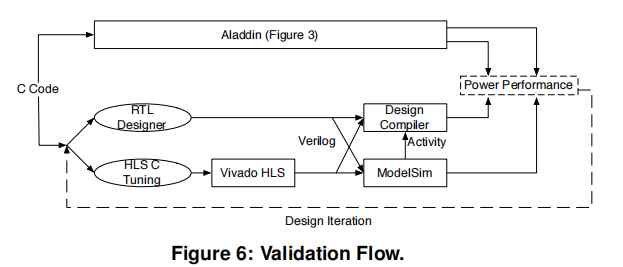 Aladdin (Figure 3)
C Code
Power Performance
RTL
Designer
Design
Compiler
Verilog
Activity
HLS C
Tuning
Vivado HLS
ModelSim
Design Iteration
Figure 6: Validation Flow.